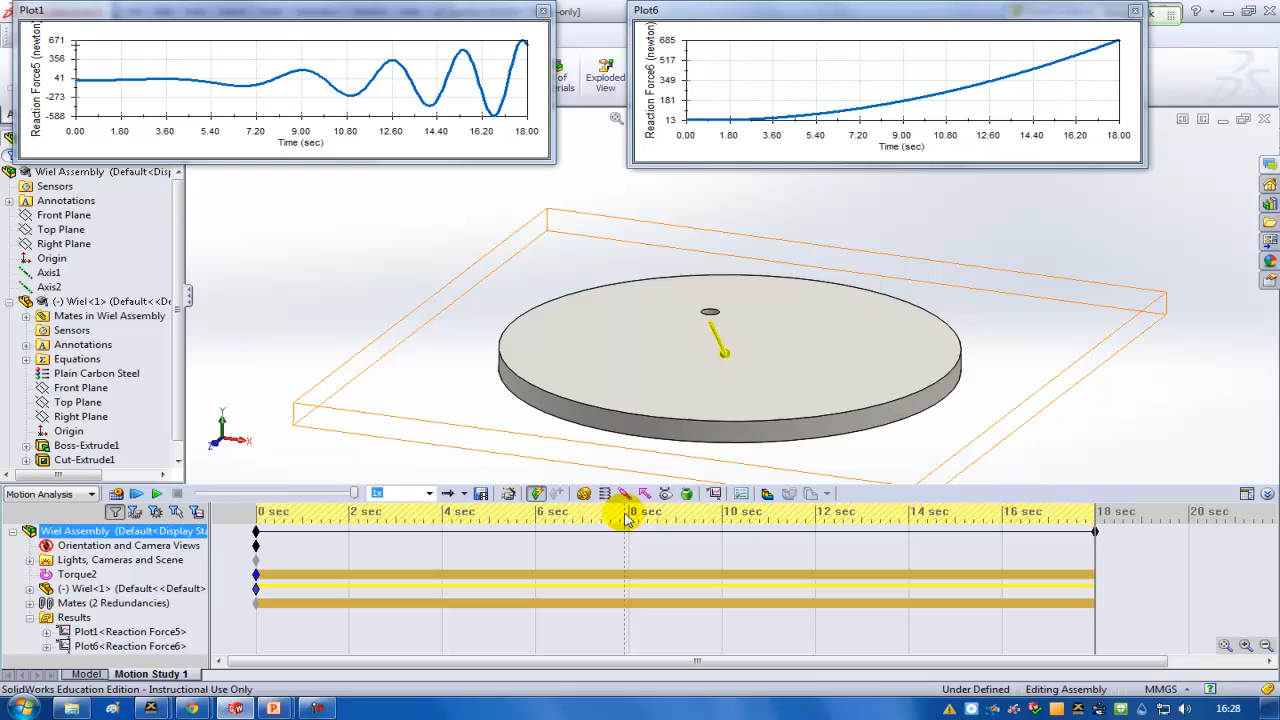 Plot1
Reaction Force5 (newton)
671
356
41
-273
-588
0.00 1.80 3.60 5.40 7.20 9.00 10.80 12.60 14.40 16.20 18.00
Time (sec)
-only)
Plot6
Reaction Force6 (newton)
685
517
349
181
13
0.00 1.80 3.60 5.40 7.20 9.00 10.80 12.60 14.40 16.20 18.00
Time (sec)
of
Materials
Exploded
View
Wiel Assembly (Default<Disp
Sensors
Annotations
Front Plane
Top Plane
Right Plane
Origin
Axis1
Axis2
(-) Wiel<1> (Default<<De
Mates in Wiel Assembly
Sensors
Annotations
Equations
Plain Carbon Steel
Front Plane
Top Plane
Right Plane
Origin
Boss-Extrude1
Cut-Extrude1
Y
X
Z
Motion Analysis
1x
0 sec 2 sec 4 sec 6 sec 8 sec 10 sec 12 sec 14 sec 16 sec 18 sec 20 sec
Wiel Assembly (Default<Display Sta
Orientation and Camera Views
Lights, Cameras and Scene
Torque2
(-) Wiel<1> (Default<<Default>
Mates (2 Redundancies)
Results
Plot1<Reaction Force5>
Plot6<Reaction Force6>
Model Motion Study 1
SolidWorks Education Edition - Instructional Use Only
Under Defined Editing Assembly MMGS
16:28